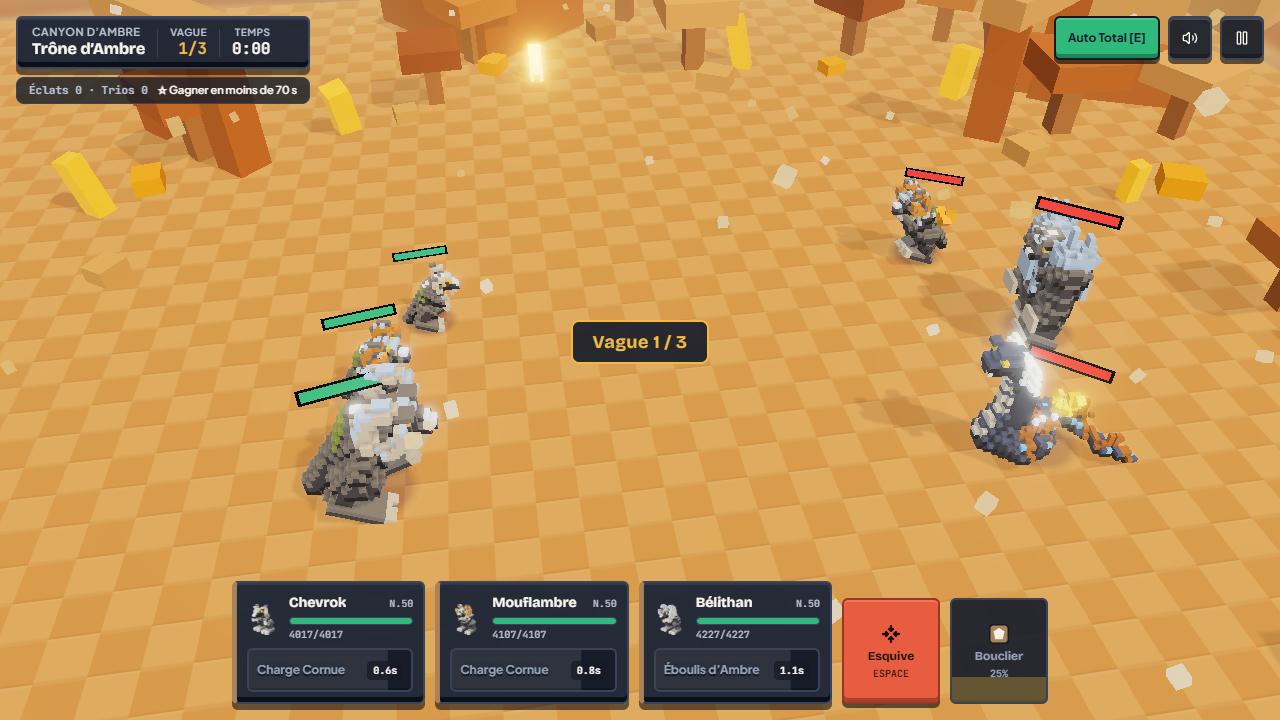 CANYON D'AMBRE
Trône d'Ambre
VAGUE
1/3
TEMPS
0:00
Éclats 0 · Trios 0 ★ Gagner en moins de 70 s
Auto Total [E]
Vague 1 / 3
Chevrok N.50
4017/4017
Charge Cornue 0.6s
Mouflambre N.50
4107/4107
Charge Cornue 0.8s
Bélithan N.50
4227/4227
Éboulis d'Ambre 1.1s
Esquive
ESPACE
Bouclier
25%